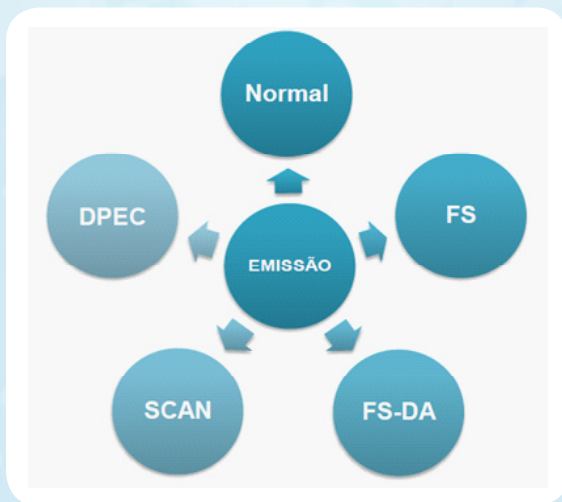 Normal
DPEC
FS
EMISSÃO
SCAN
FS-DA